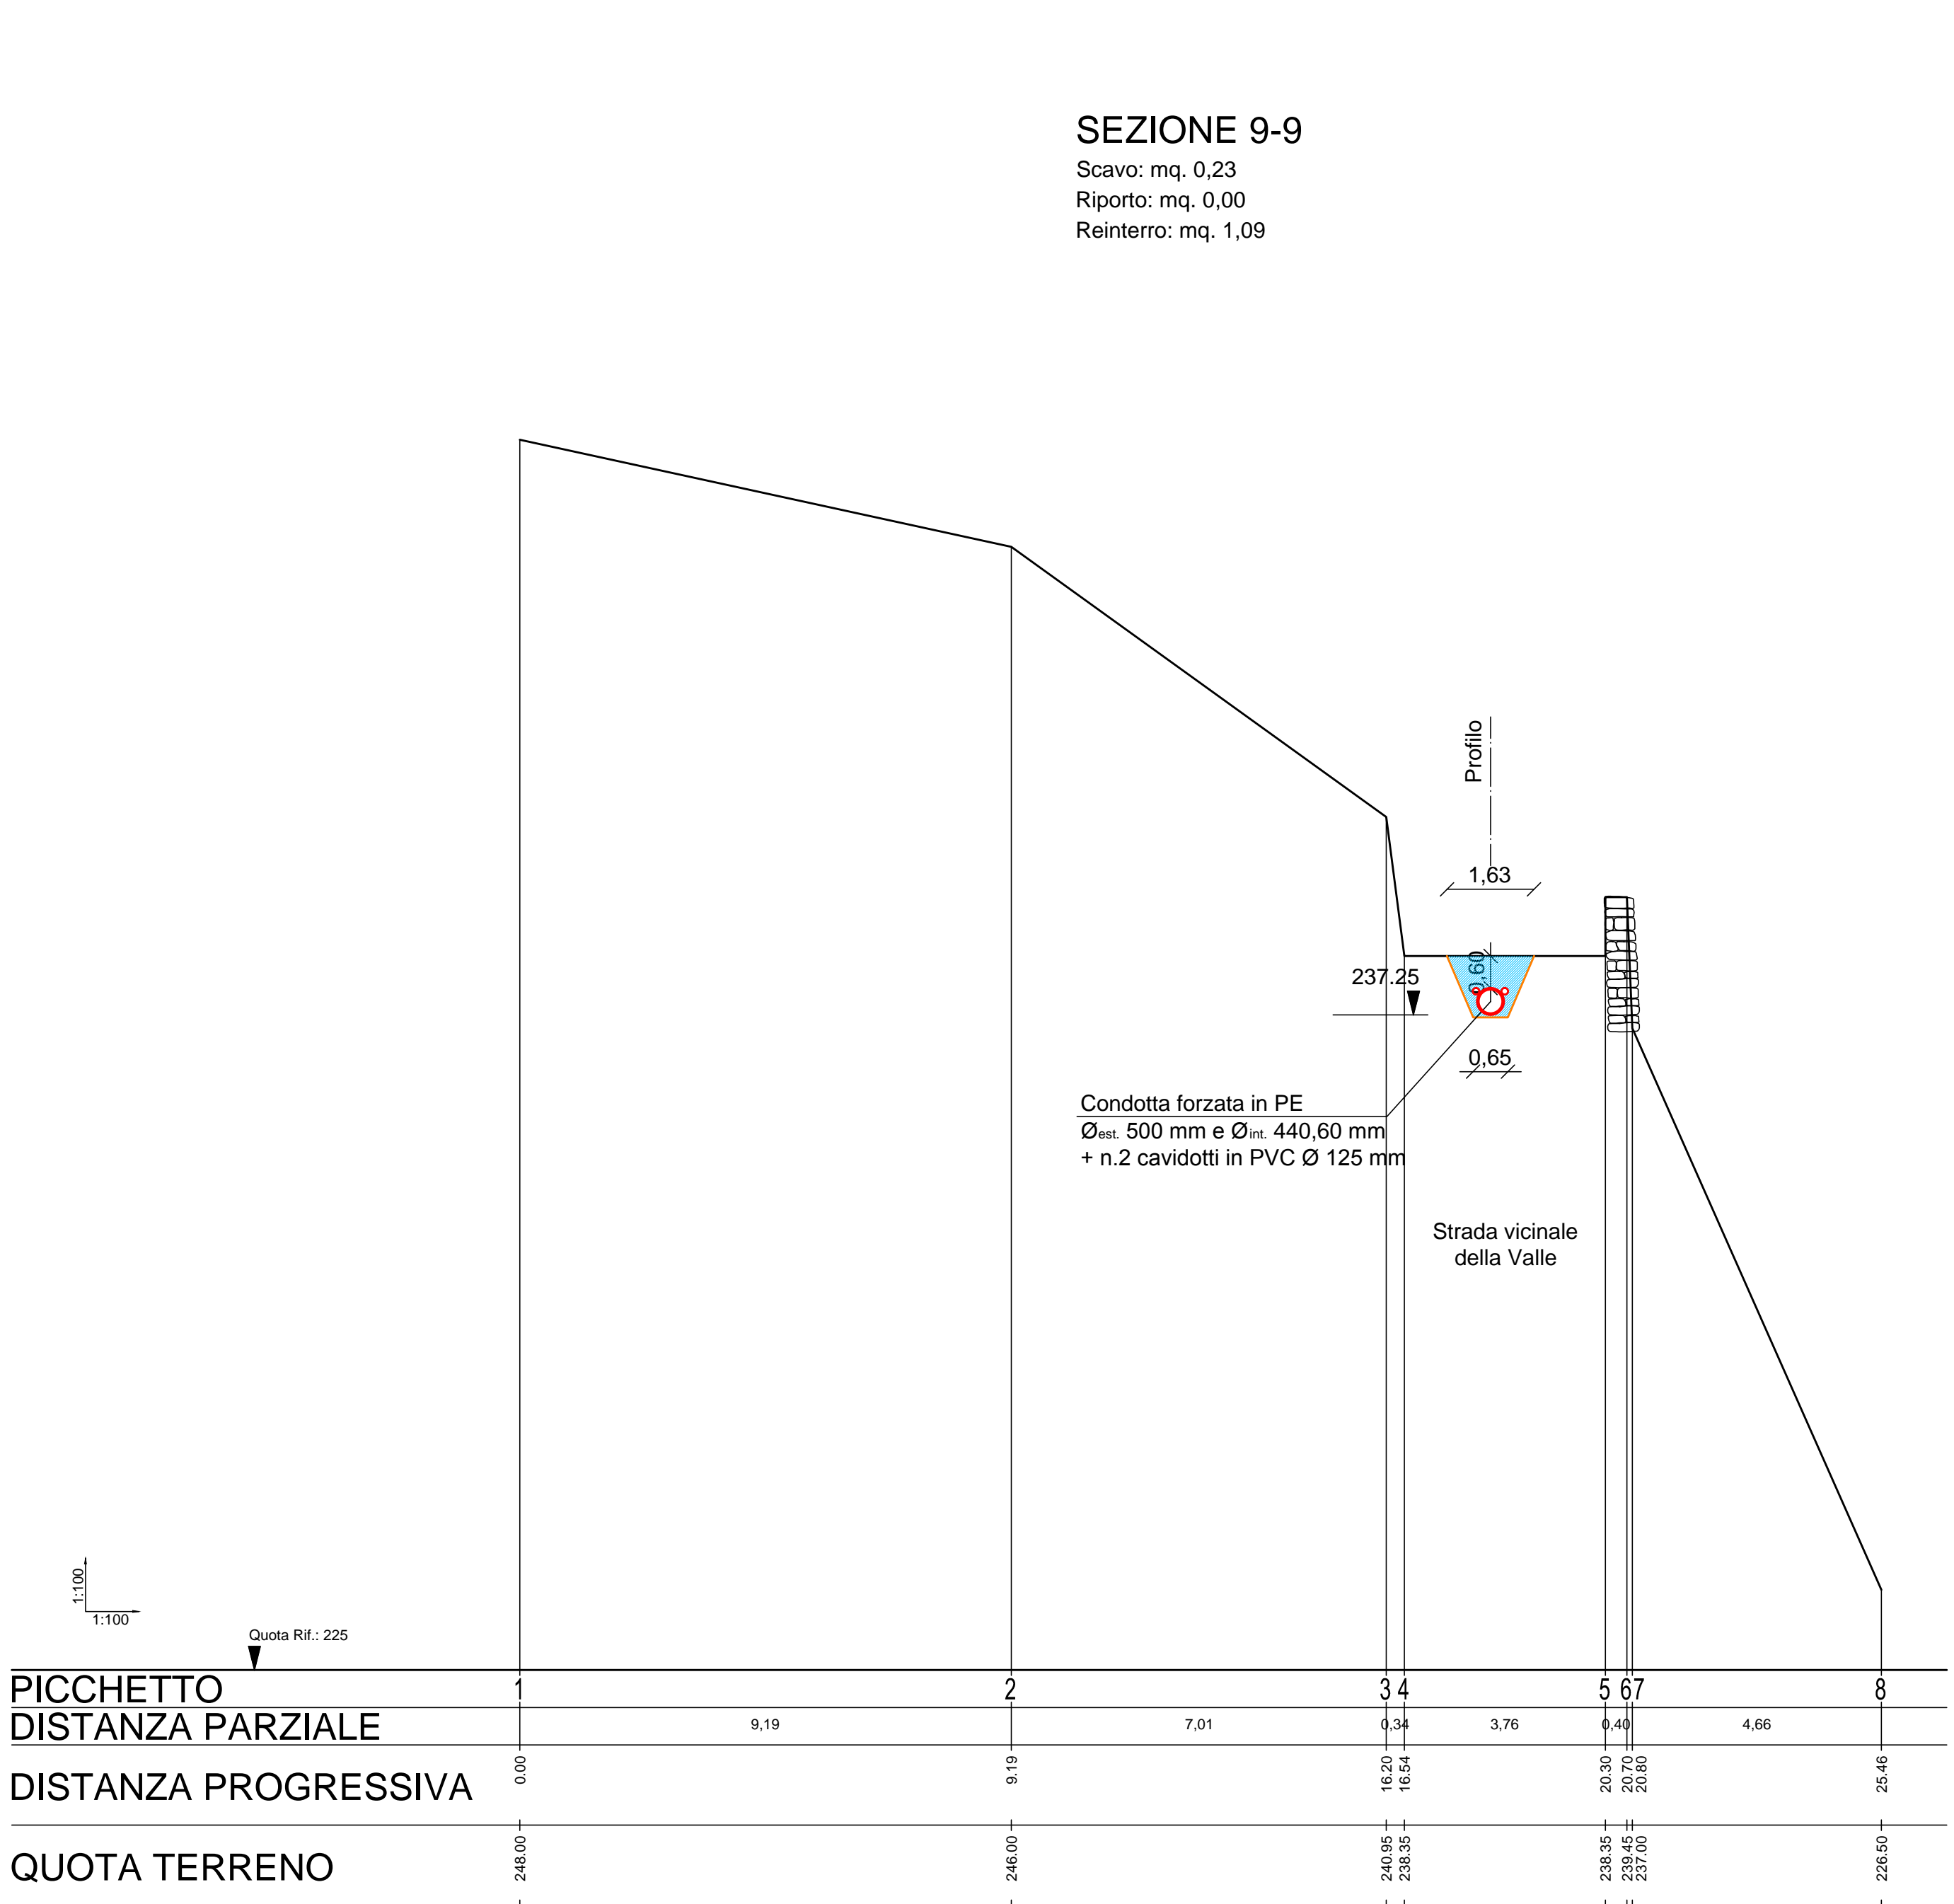 SEZIONE 9-9
Scavo: mq. 0,23
Riporto: mq. 0,00
Reinterro: mq. 1,09
Profilo
1,63
0,60
237.25
0,65
Condotta forzata in PE
Øest. 500 mm e Øint. 440,60 mm
+ n.2 cavidotti in PVC Ø 125 mm
Strada vicinale
della Valle
1:100
1:100
Quota Rif.: 225
PICCHETTO 1 2 3 4 5 6 7 8
DISTANZA PARZIALE 9,19 7,01 0,34 3,76 0,40 4,66
DISTANZA PROGRESSIVA 0.00 9.19 16.20 16.54 20.30 20.70 20.80 25.46
QUOTA TERRENO 248.00 246.00 240.95 238.35 238.35 239.45 237.00 226.50